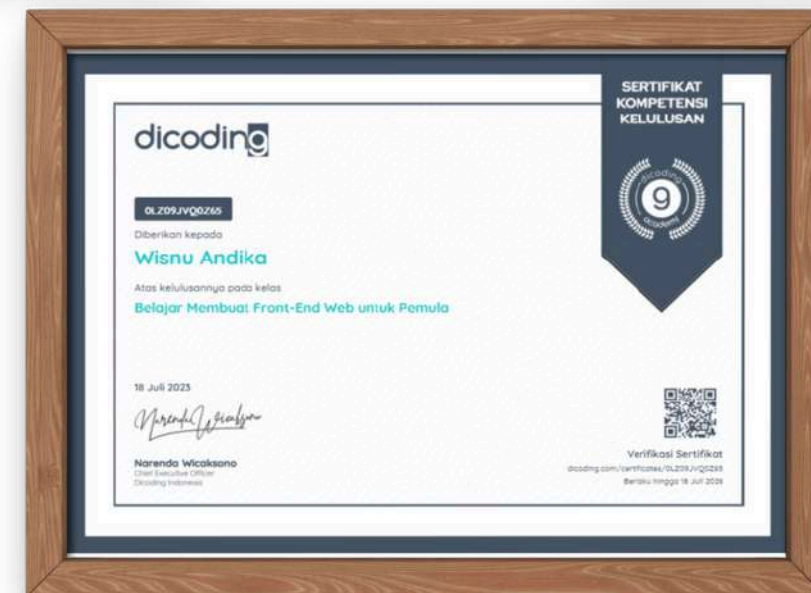 dicoding
SERTIFIKAT
KOMPETENSI
KELULUSAN
dicoding
academy
0LZ09JVQ0Z65
Diberikan kepada
Wisnu Andika
Atas kelulusannya pada kelas
Belajar Membuat Front-End Web untuk Pemula
18 Juli 2023
Narenda Wicaksono
Chief Executive Officer
Dicoding Indonesia
Verifikasi Sertifikat
dicoding.com/certificates/0LZ09JVQ0Z65
Berlaku hingga 18 Juli 2026